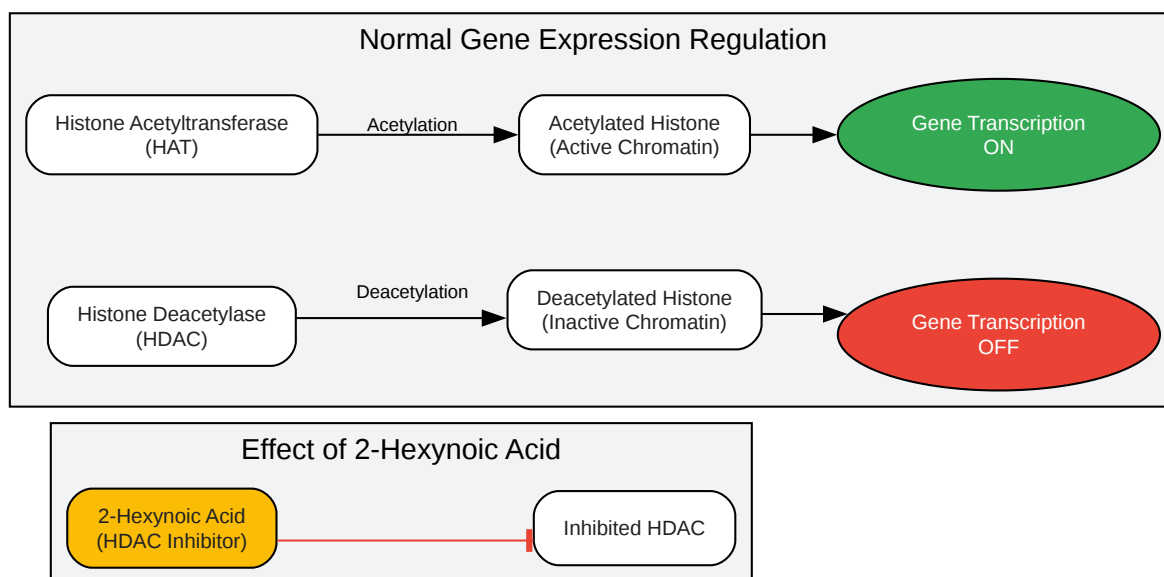 Normal Gene Expression Regulation
Histone Acetyltransferase
(HAT)
Acetylation
Acetylated Histone
(Active Chromatin)
Gene Transcription
ON
Histone Deacetylase
(HDAC)
Deacetylation
Deacetylated Histone
(Inactive Chromatin)
Gene Transcription
OFF
Effect of 2-Hexynoic Acid
2-Hexynoic Acid
(HDAC Inhibitor)
Inhibited HDAC